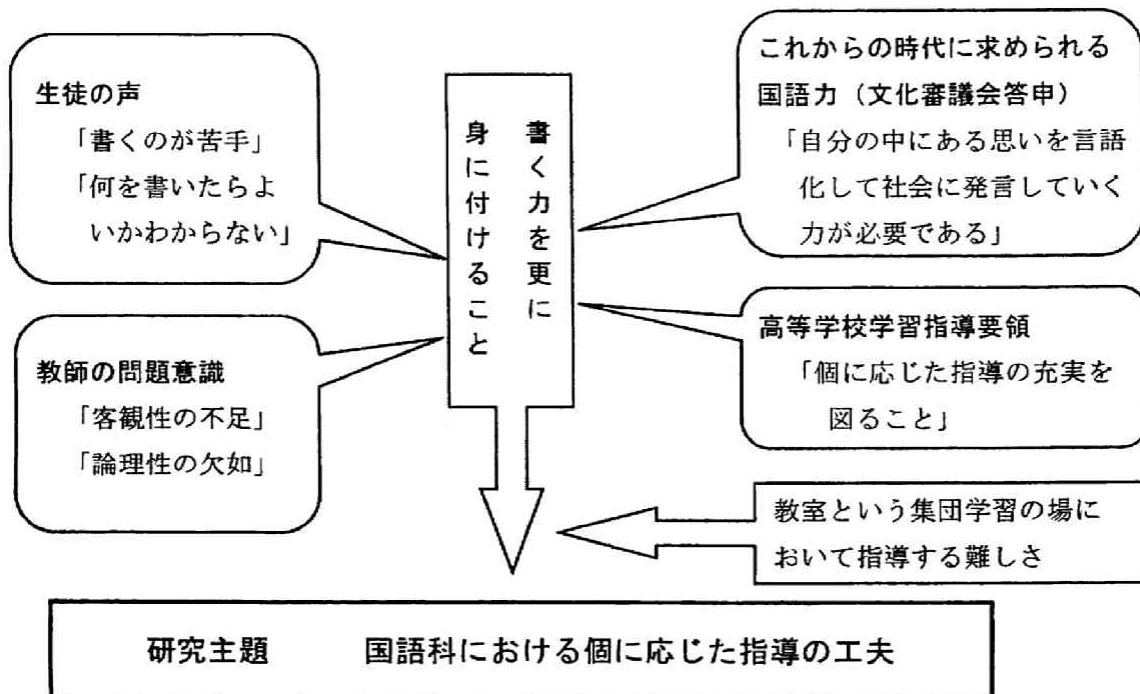 生徒の声
「書くのが苦手」
「何を書いたらよ
いかわからない」
教師の問題意識
「客観性の不足」
「論理性の欠如」
書く力を更に
身に付けること
これからの時代に求められる
国語力（文化審議会答申）
「自分の中にある思いを言語
化して社会に発言していく
力が必要である」
高等学校学習指導要領
「個に応じた指導の充実を
図ること」
教室という集団学習の場に
おいて指導する難しさ
研究主題　　国語科における個に応じた指導の工夫